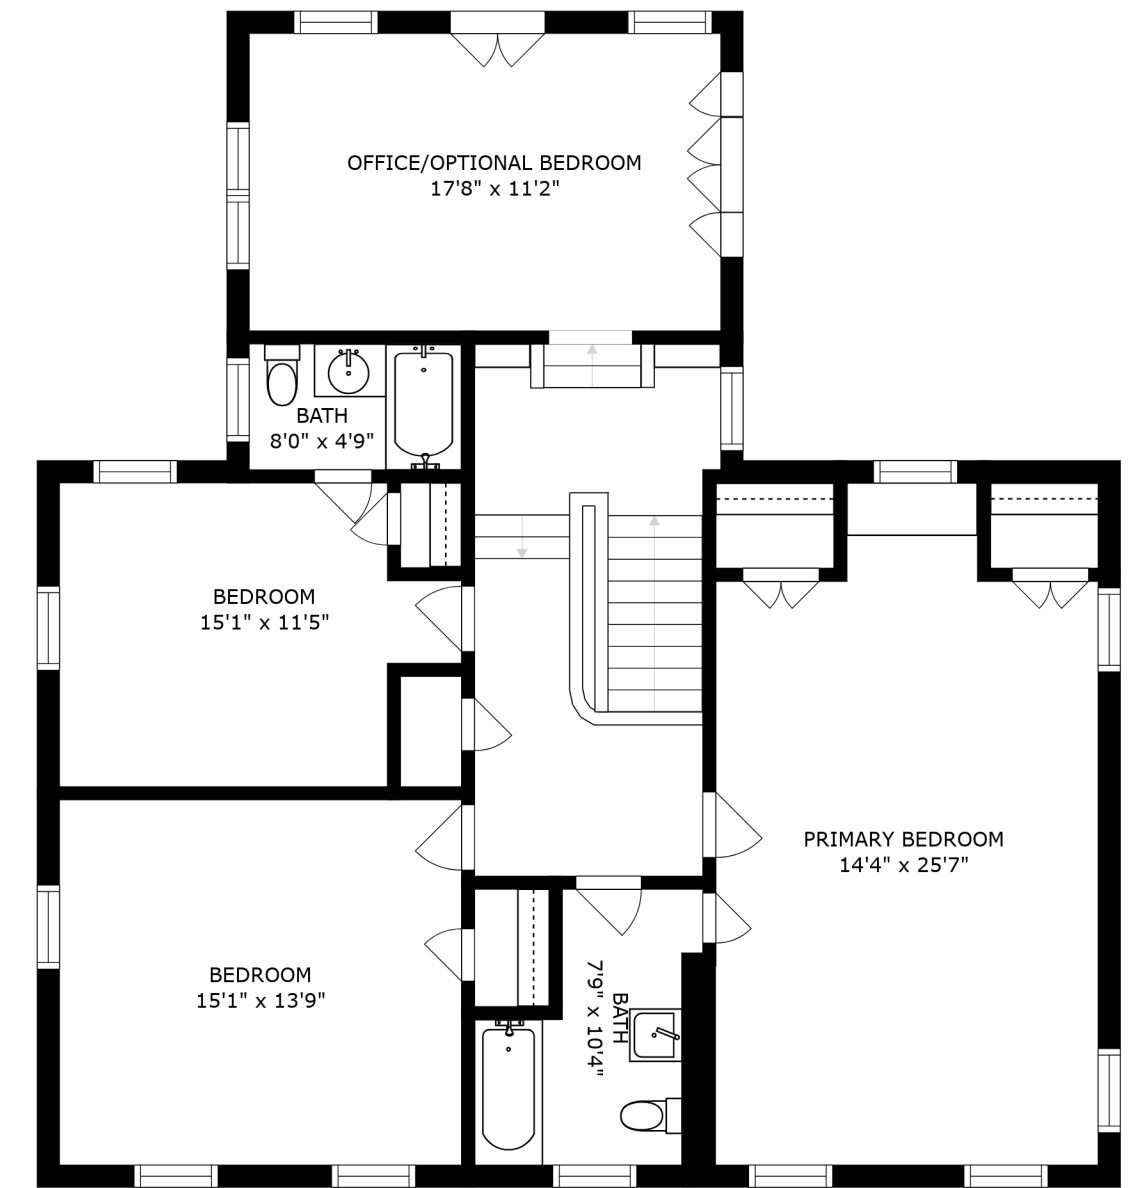 OFFICE/OPTIONAL BEDROOM
17'8" x 11'2"
BATH
8'0" x 4'9"
BEDROOM
15'1" x 11'5"
PRIMARY BEDROOM
14'4" x 25'7"
BEDROOM
15'1" x 13'9"
BATH
7'9" x 10'4"